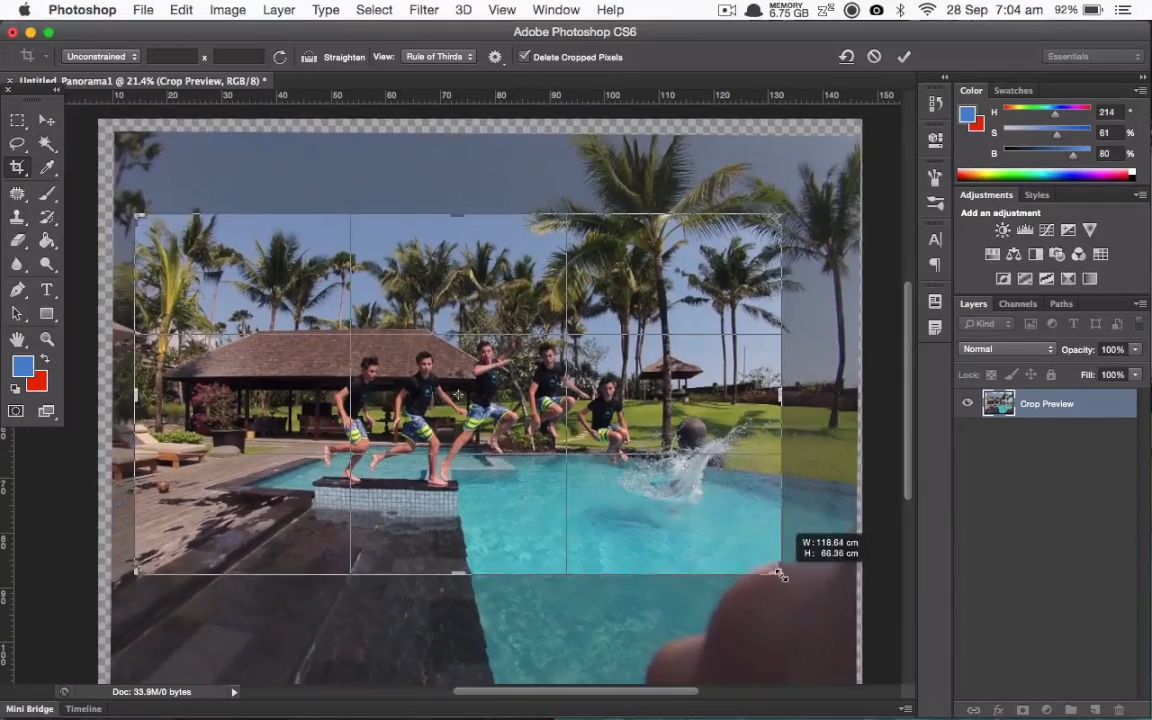 Photoshop File Edit Image Layer Type Select Filter 3D View Window Help MEMORY 6.75 GB 28 Sep 7:04 am 92%
Adobe Photoshop CS6
Unconstrained x Straighten View: Rule of Thirds Delete Cropped Pixels Essentials
Untitled_Panorama1 @ 21.4% (Crop Preview, RGB/8) *
10 20 30 40 50 60 70 80 90 100 110 120 130 140 150
Color Swatches
H 214 °
S 61 %
B 80 %
Adjustments Styles
Add an adjustment
Layers Channels Paths
Kind
Normal Opacity: 100%
Lock: Fill: 100%
Crop Preview
W: 118.64 cm
H: 66.36 cm
Doc: 33.9M/0 bytes
Mini Bridge Timeline